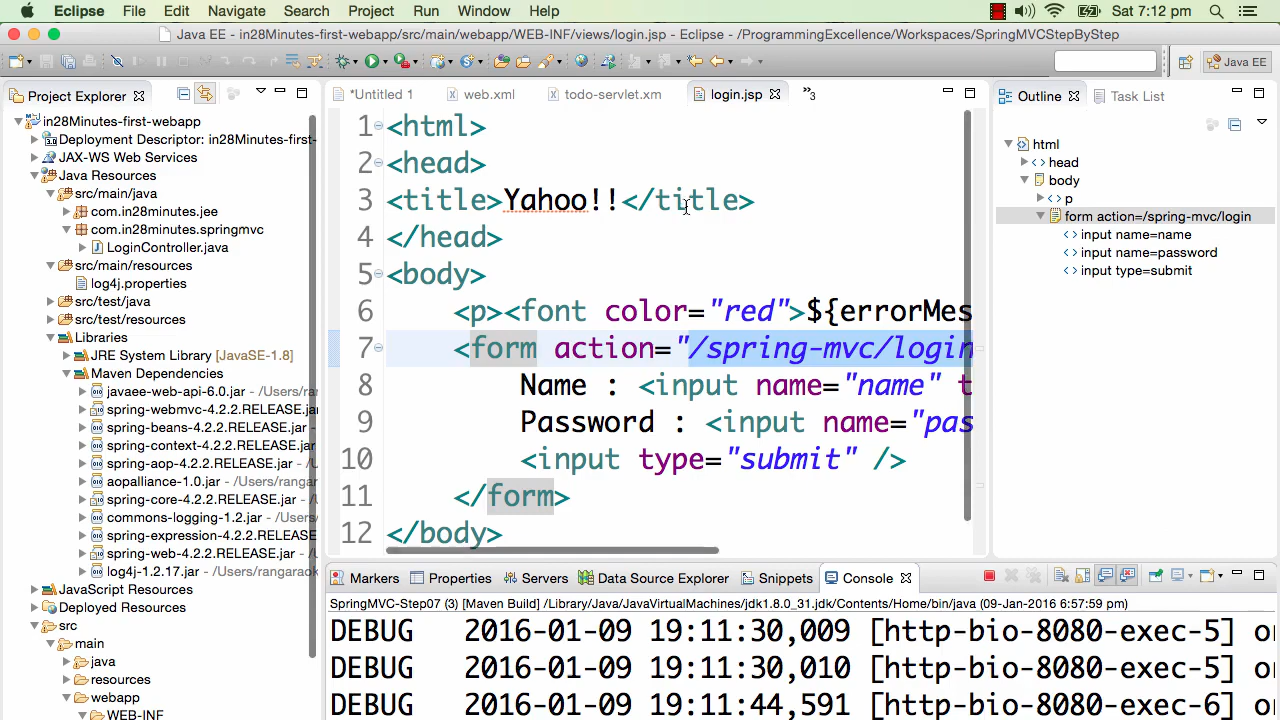 Eclipse File Edit Navigate Search Project Run Window Help Sat 7:12 pm
Java EE - in28Minutes-first-webapp/src/main/webapp/WEB-INF/views/login.jsp - Eclipse - /ProgrammingExcellence/Workspaces/SpringMVCStepByStep
Java EE
Project Explorer
in28Minutes-first-webapp
Deployment Descriptor: in28Minutes-first-
JAX-WS Web Services
Java Resources
src/main/java
com.in28minutes.jee
com.in28minutes.springmvc
LoginController.java
src/main/resources
log4j.properties
src/test/java
src/test/resources
Libraries
JRE System Library [JavaSE-1.8]
Maven Dependencies
javaee-web-api-6.0.jar - /Users/r
spring-webmvc-4.2.2.RELEASE.ja
spring-beans-4.2.2.RELEASE.jar
spring-context-4.2.2.RELEASE.jar
spring-aop-4.2.2.RELEASE.jar - /
aopalliance-1.0.jar - /Users/rang
spring-core-4.2.2.RELEASE.jar -
commons-logging-1.2.jar - /Users/
spring-expression-4.2.2.RELEASE
spring-web-4.2.2.RELEASE.jar - /
log4j-1.2.17.jar - /Users/rangaraok
JavaScript Resources
Deployed Resources
src
main
java
resources
webapp
WEB-INF
*Untitled 1 web.xml todo-servlet.xm login.jsp »3
1 <html>
2 <head>
3 <title>Yahoo!!</title>
4 </head>
5 <body>
6 <p><font color="red">${errorMes
7 <form action="/spring-mvc/login
8 Name : <input name="name" t
9 Password : <input name="pas
10 <input type="submit" />
11 </form>
12 </body>
Outline Task List
html
head
body
p
form action=/spring-mvc/login
input name=name
input name=password
input type=submit
Markers Properties Servers Data Source Explorer Snippets Console
SpringMVC-Step07 (3) [Maven Build] /Library/Java/JavaVirtualMachines/jdk1.8.0_31.jdk/Contents/Home/bin/java (09-Jan-2016 6:57:59 pm)
DEBUG 2016-01-09 19:11:30,009 [http-bio-8080-exec-5] o
DEBUG 2016-01-09 19:11:30,010 [http-bio-8080-exec-5] o
DEBUG 2016-01-09 19:11:44,591 [http-bio-8080-exec-6] o